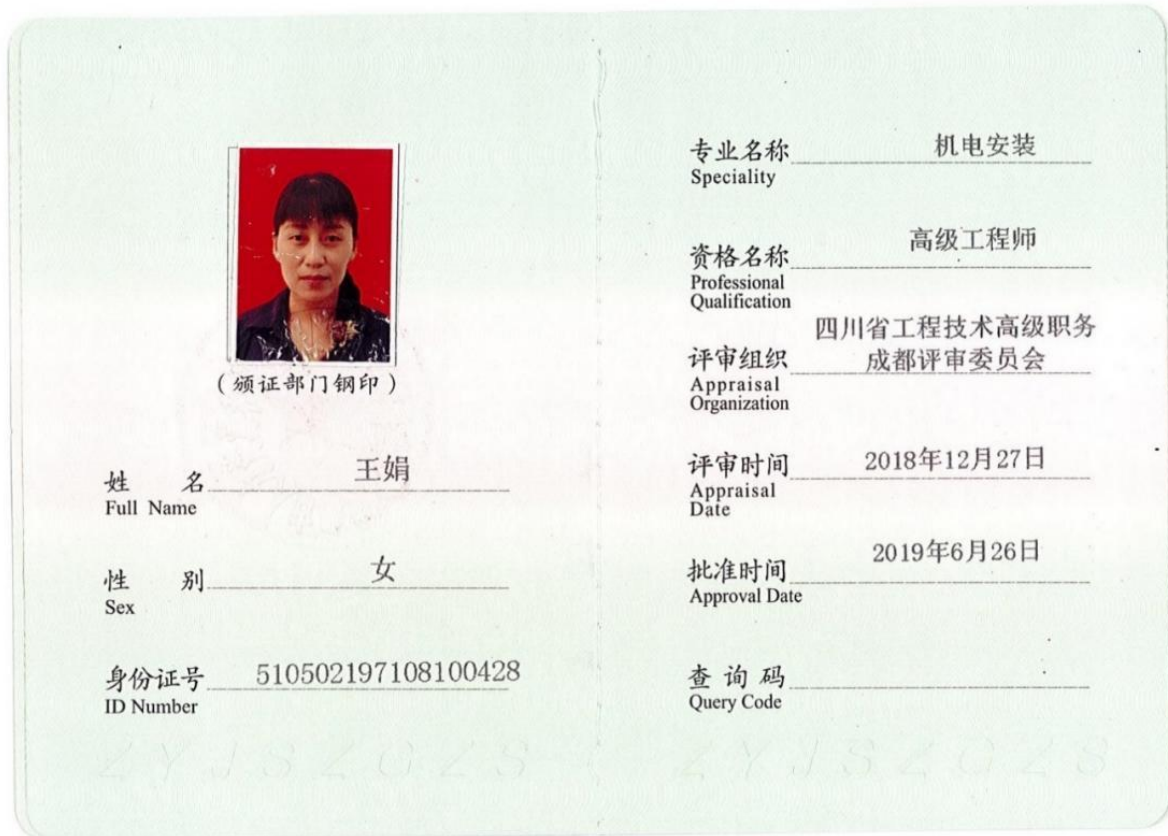 (颁证部门钢印)
姓 名 王娟
Full Name
性 别 女
Sex
身份证号 510502197108100428
ID Number
专业名称 机电安装
Speciality
资格名称 高级工程师
Professional
Qualification
四川省工程技术高级职务
评审组织 成都评审委员会
Appraisal
Organization
评审时间 2018年12月27日
Appraisal
Date
批准时间 2019年6月26日
Approval Date
查询码
Query Code
ZYJSZGZS ZYJSZGZS